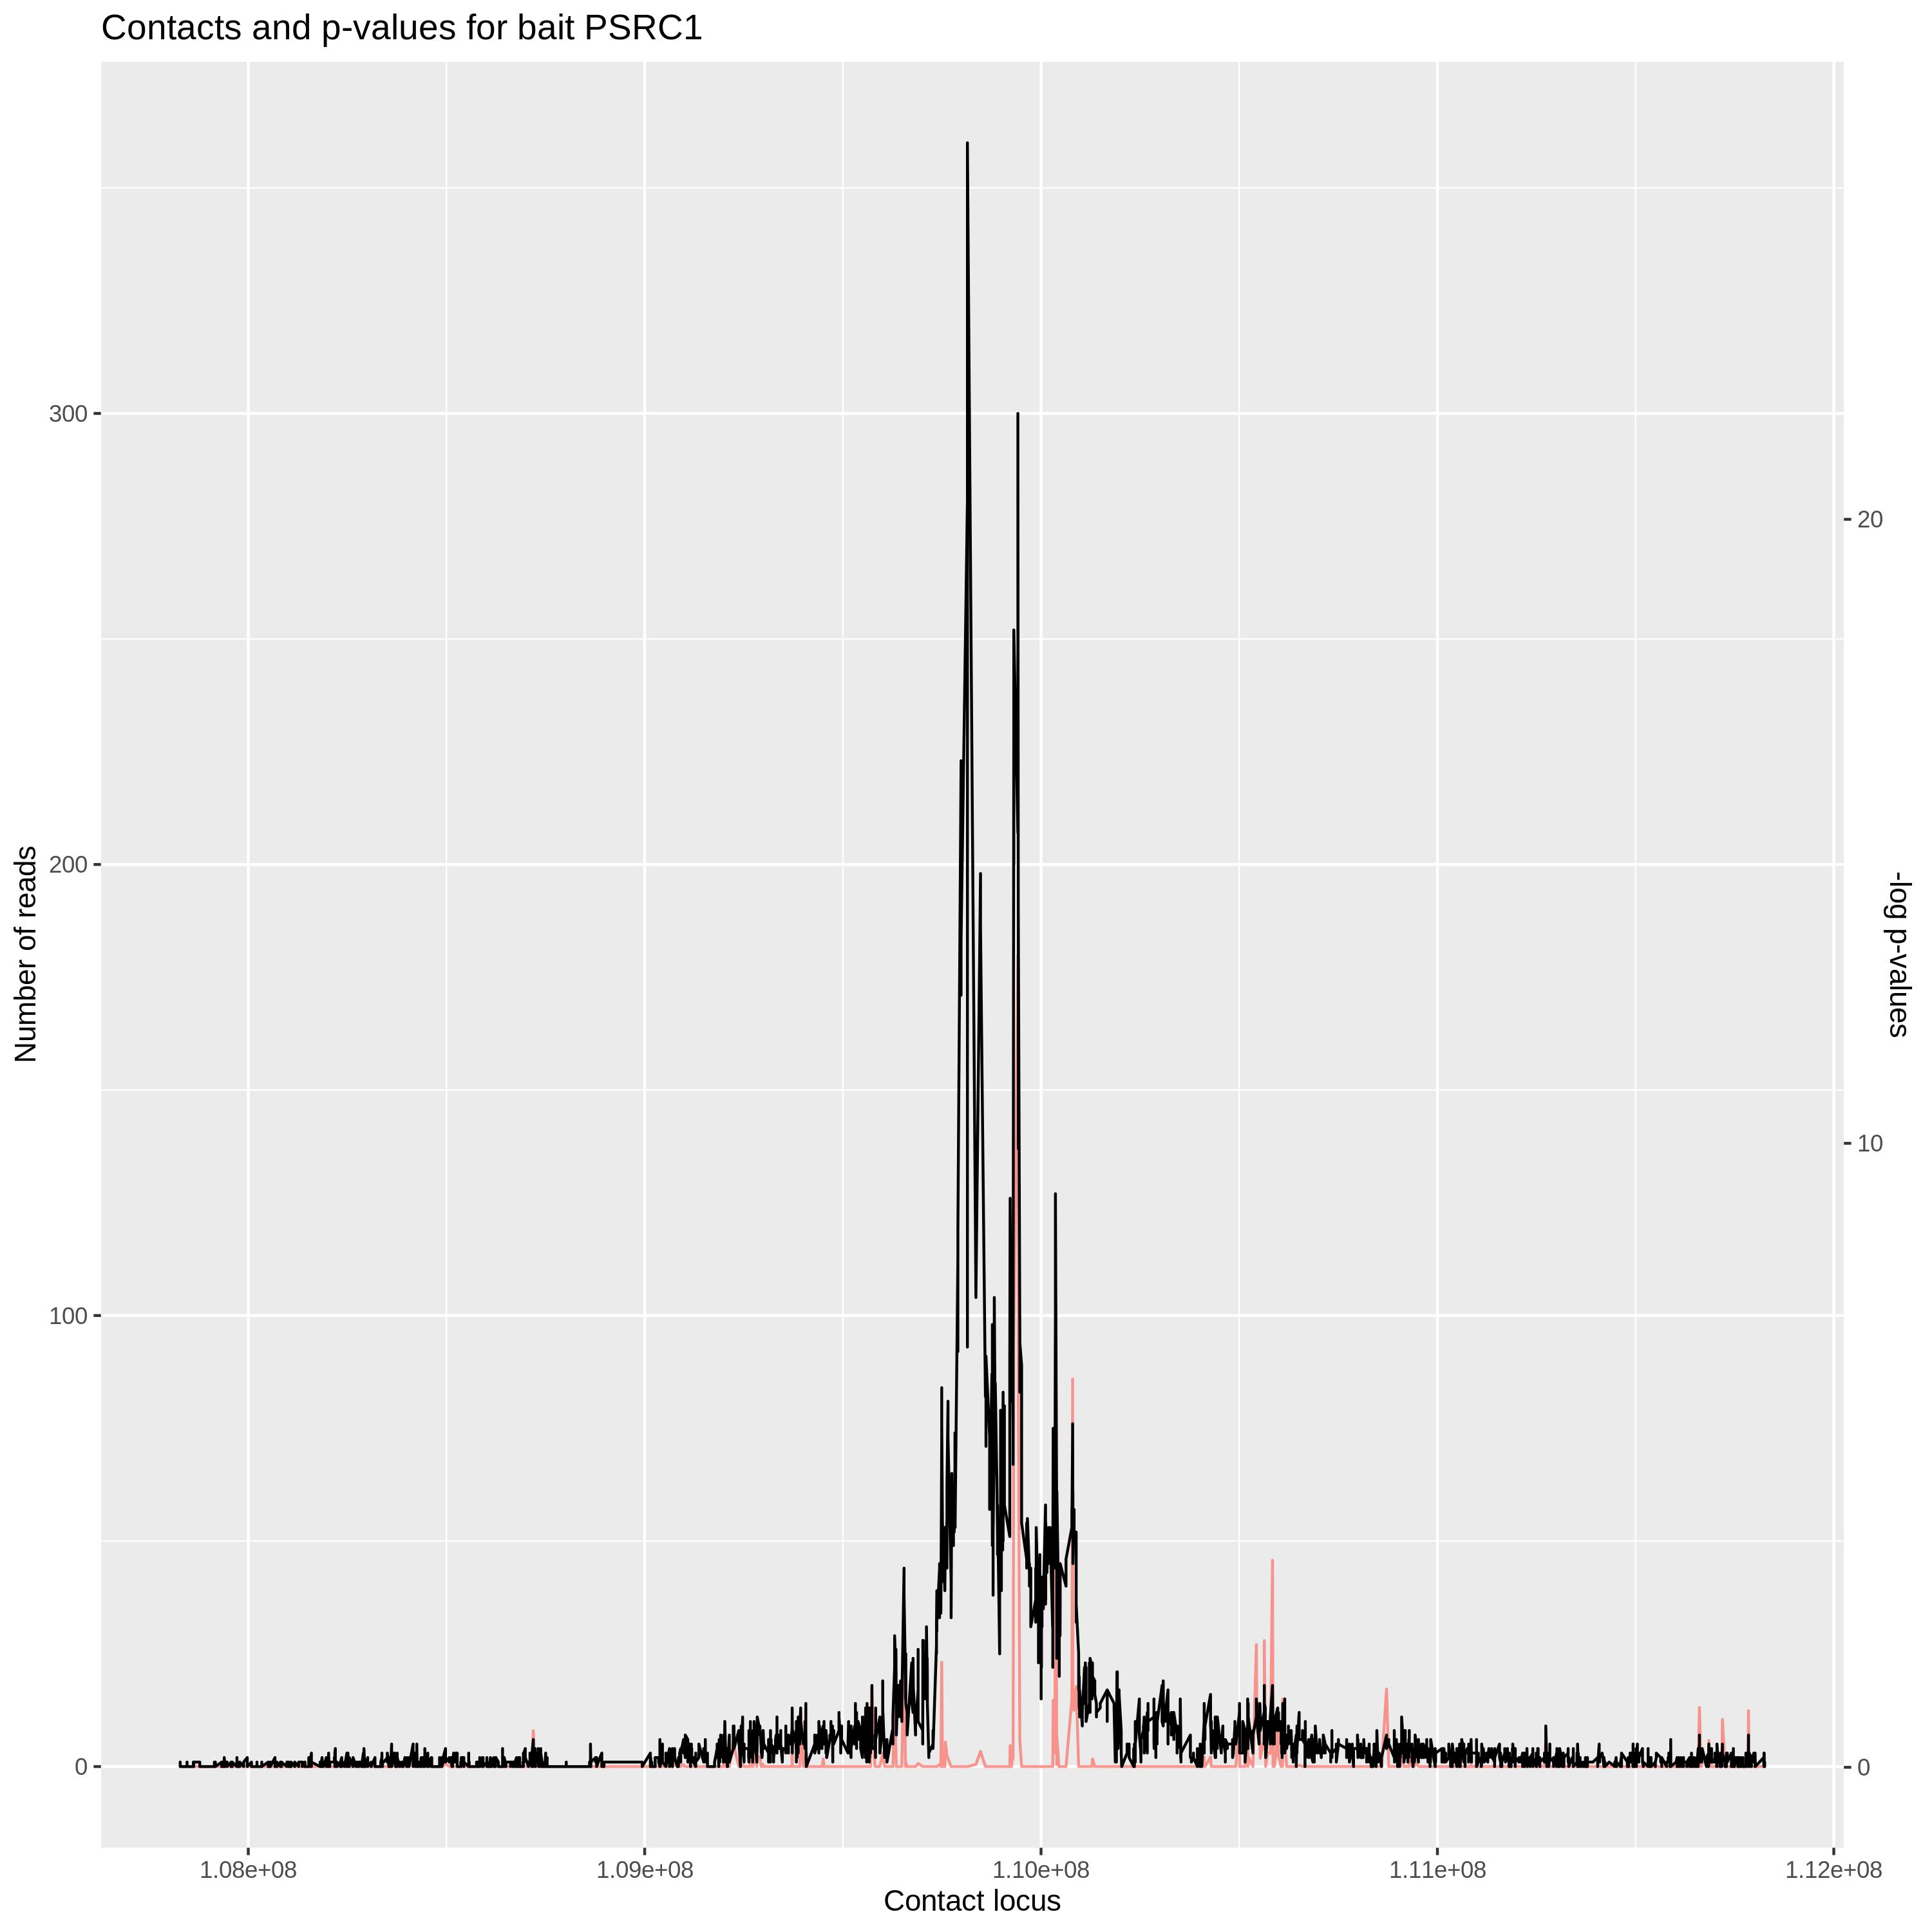 Contacts and p-values for bait PSRC1
300
200
100
0
Number of reads
20
10
0
-log p-values
1.08e+08 1.09e+08 1.10e+08 1.11e+08 1.12e+08
Contact locus